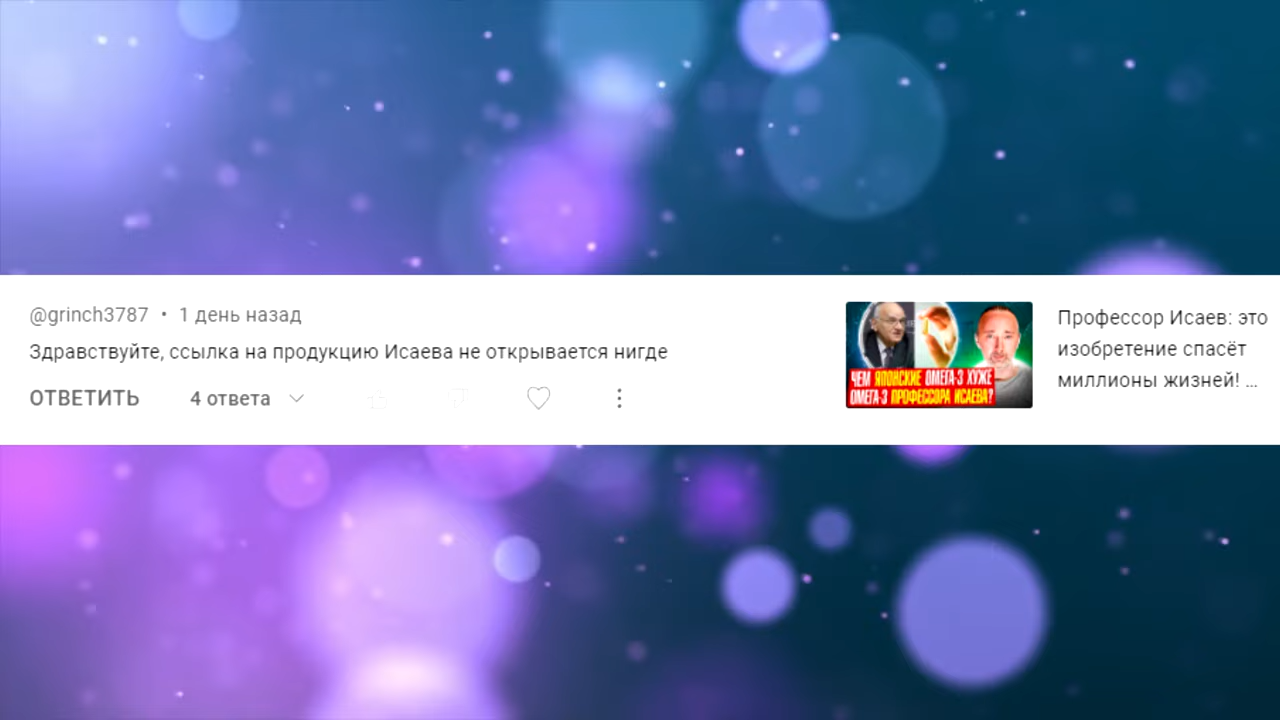 @grinch3787 • 1 день назад
Здравствуйте, ссылка на продукцию Исаева не открывается нигде
ОТВЕТИТЬ 4 ответа
ЧЕМ ЯПОНСКИЕ ОМЕГА-3 ХУЖЕ
ОМЕГА-3 ПРОФЕССОРА ИСАЕВА?
Профессор Исаев: это
изобретение спасёт
миллионы жизней! ...